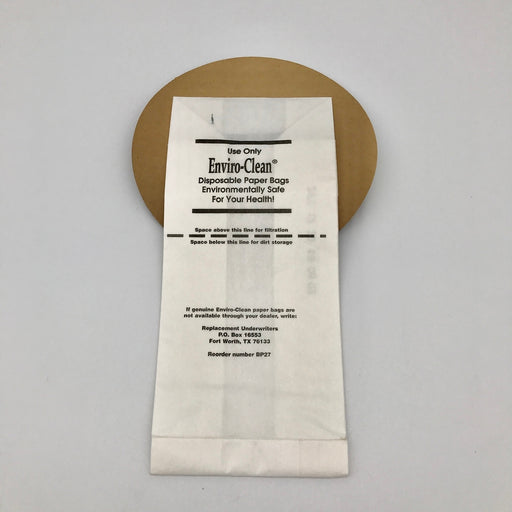 Use Only
Enviro-Clean®
Disposable Paper Bags
Environmentally Safe
For Your Health!
Space above this line for filtration
Space below this line for dirt storage
If genuine Enviro-Clean paper bags are
not available through your dealer, write:
Replacement Underwriters
P.O. Box 16553
Fort Worth, TX 76133
Reorder number BP27